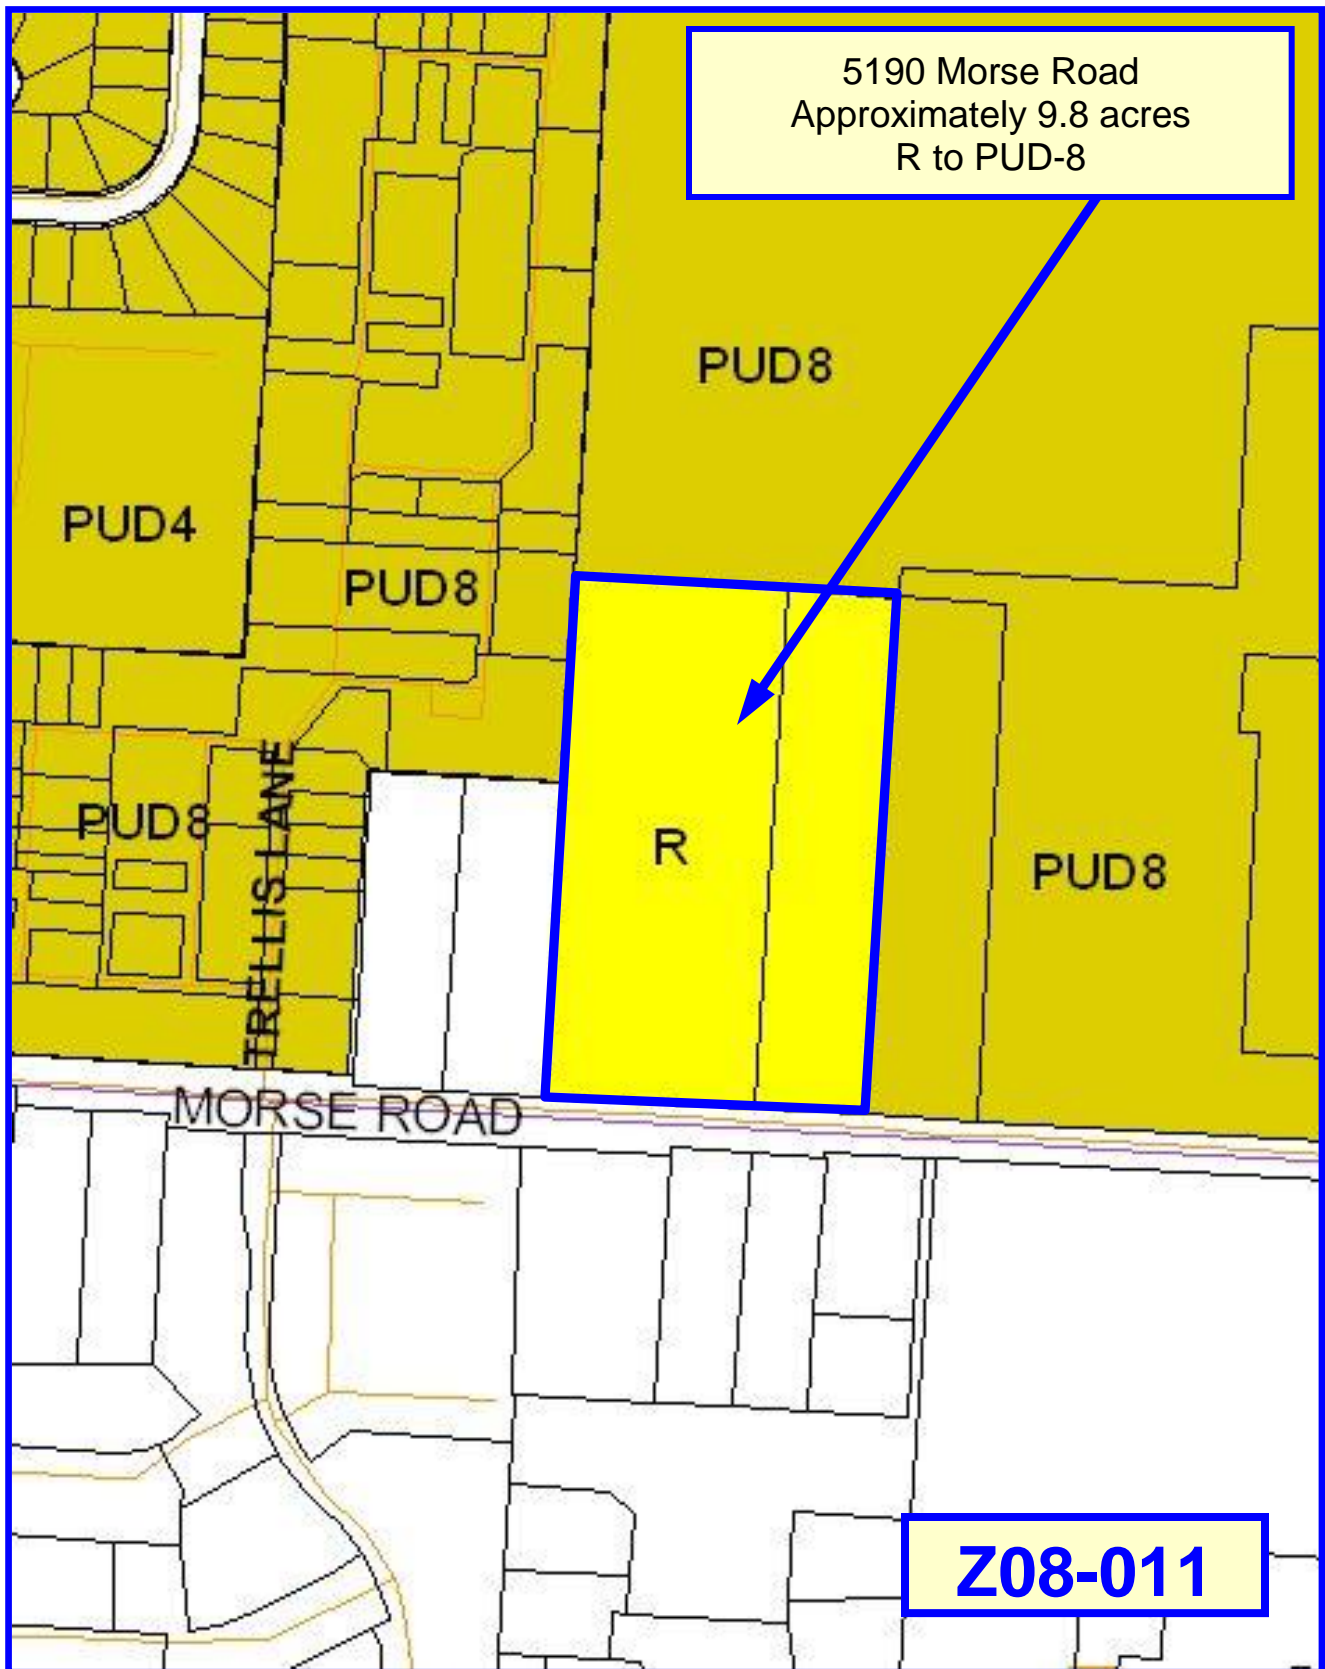 5190 Morse Road
Approximately 9.8 acres
R to PUD-8
PUD8
PUD4
PUD8
PUD8
TRELLIS LANE
R
PUD8
MORSE ROAD
Z08-011